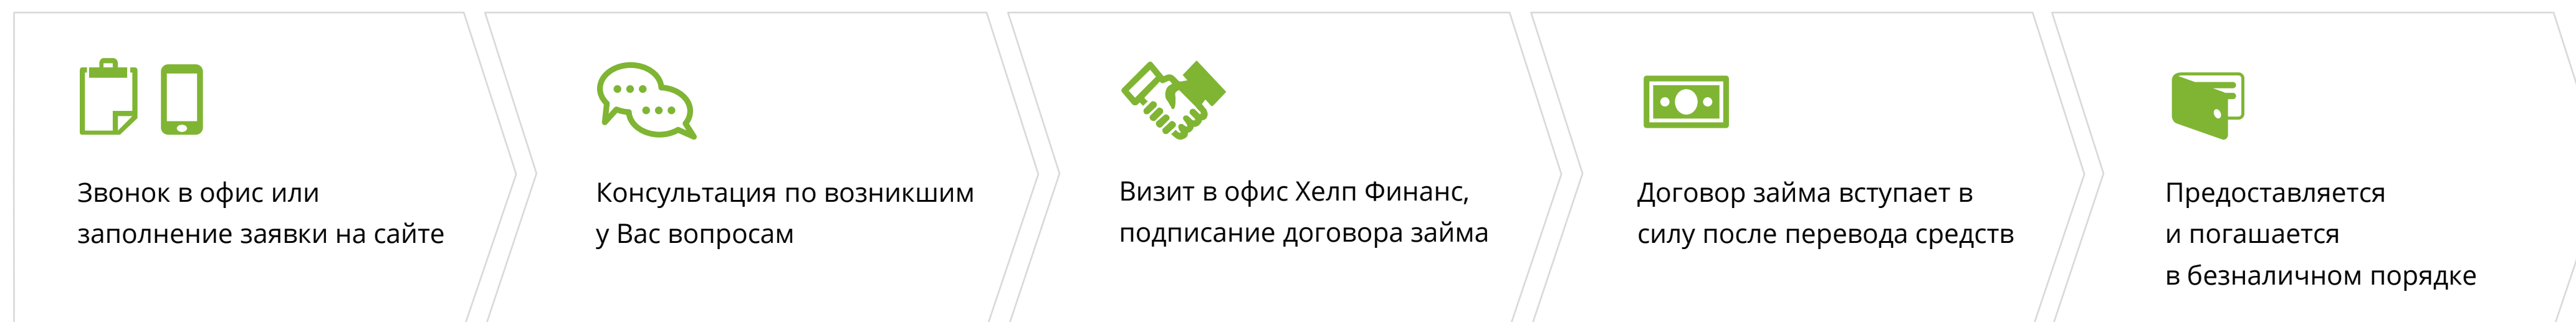 Звонок в офис или
заполнение заявки на сайте
Консультация по возникшим
у Вас вопросам
Визит в офис Хелп Финанс,
подписание договора займа
Договор займа вступает в
силу после перевода средств
Предоставляется
и погашается
в безналичном порядке